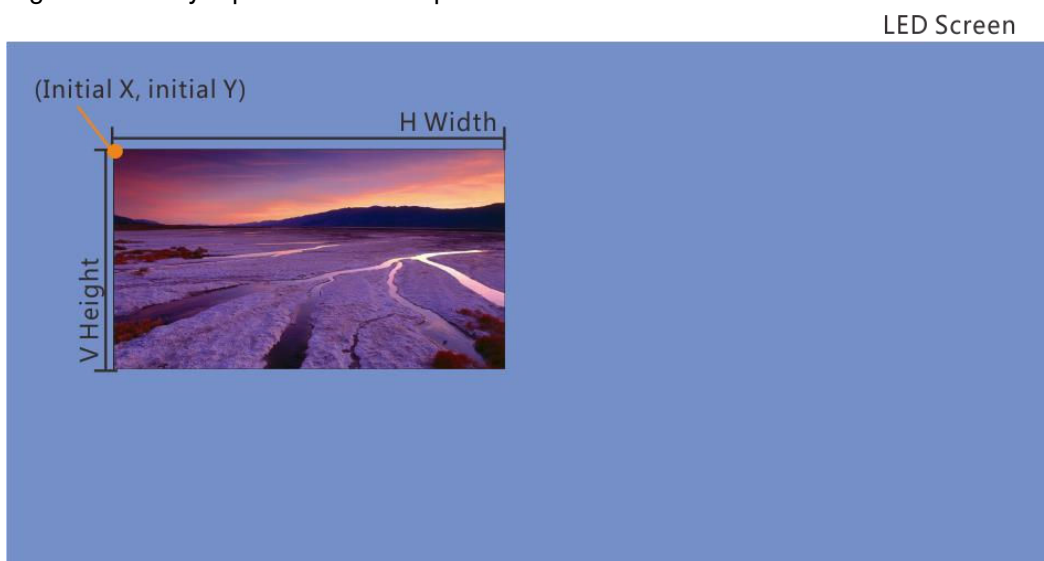 LED Screen
(Initial X, initial Y)
H Width
V Height